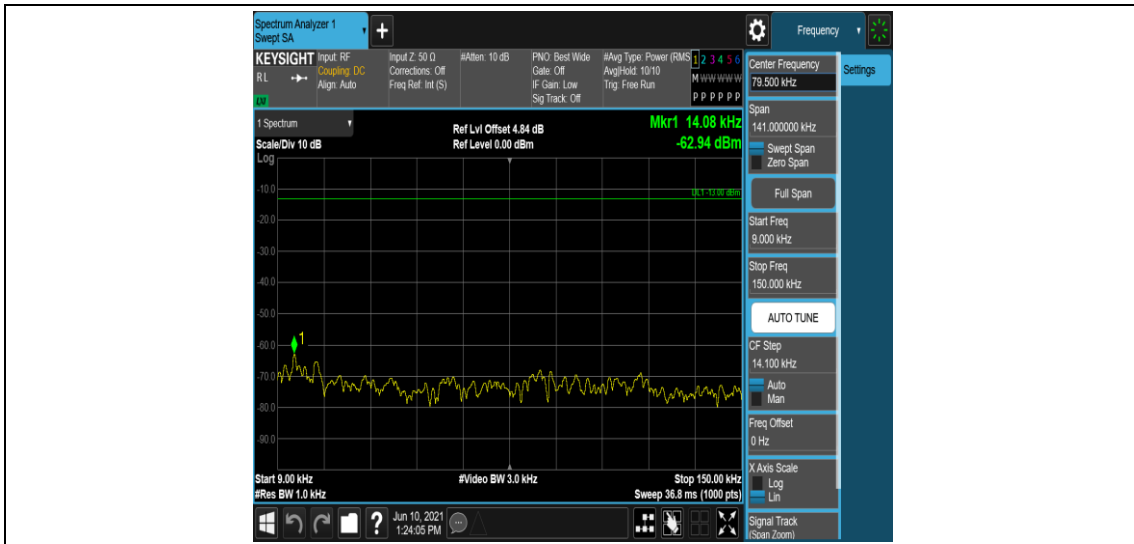 Spectrum Analyzer 1
Swept SA
+
Frequency
KEYSIGHT
RL
LXI
Input: RF
Coupling: DC
Align: Auto
Input Z: 50 Ω
Corrections: Off
Freq Ref: Int (S)
#Atten: 10 dB
PNO: Best Wide
Gate: Off
IF Gain: Low
Sig Track: Off
#Avg Type: Power (RMS
Avg|Hold: 10/10
Trig: Free Run
1 2 3 4 5 6
M W W W W W
P P P P P P
1 Spectrum
Scale/Div 10 dB
Ref Lvl Offset 4.84 dB
Ref Level 0.00 dBm
Mkr1 14.08 kHz
-62.94 dBm
Log
DL1 -13.00 dBm
-10.0
-20.0
-30.0
-40.0
-50.0
-60.0
-70.0
-80.0
-90.0
1
Start 9.00 kHz
#Res BW 1.0 kHz
#Video BW 3.0 kHz
Stop 150.00 kHz
Sweep 36.8 ms (1000 pts)
?
Jun 10, 2021
1:24:05 PM
Center Frequency
79.500 kHz
Settings
Span
141.000000 kHz
Swept Span
Zero Span
Full Span
Start Freq
9.000 kHz
Stop Freq
150.000 kHz
AUTO TUNE
CF Step
14.100 kHz
Auto
Man
Freq Offset
0 Hz
X Axis Scale
Log
Lin
Signal Track
(Span Zoom)